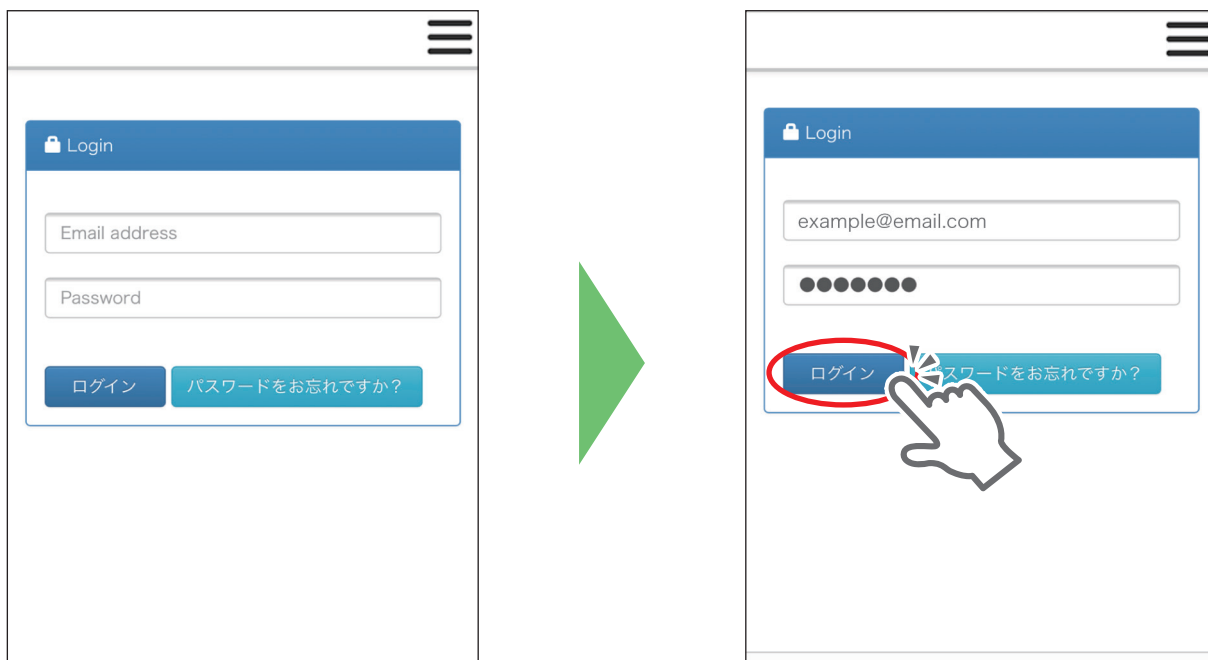 Login
Email address
Password
ログイン
パスワードをお忘れですか？
Login
example@email.com
●●●●●●●
ログイン
スワードをお忘れですか？